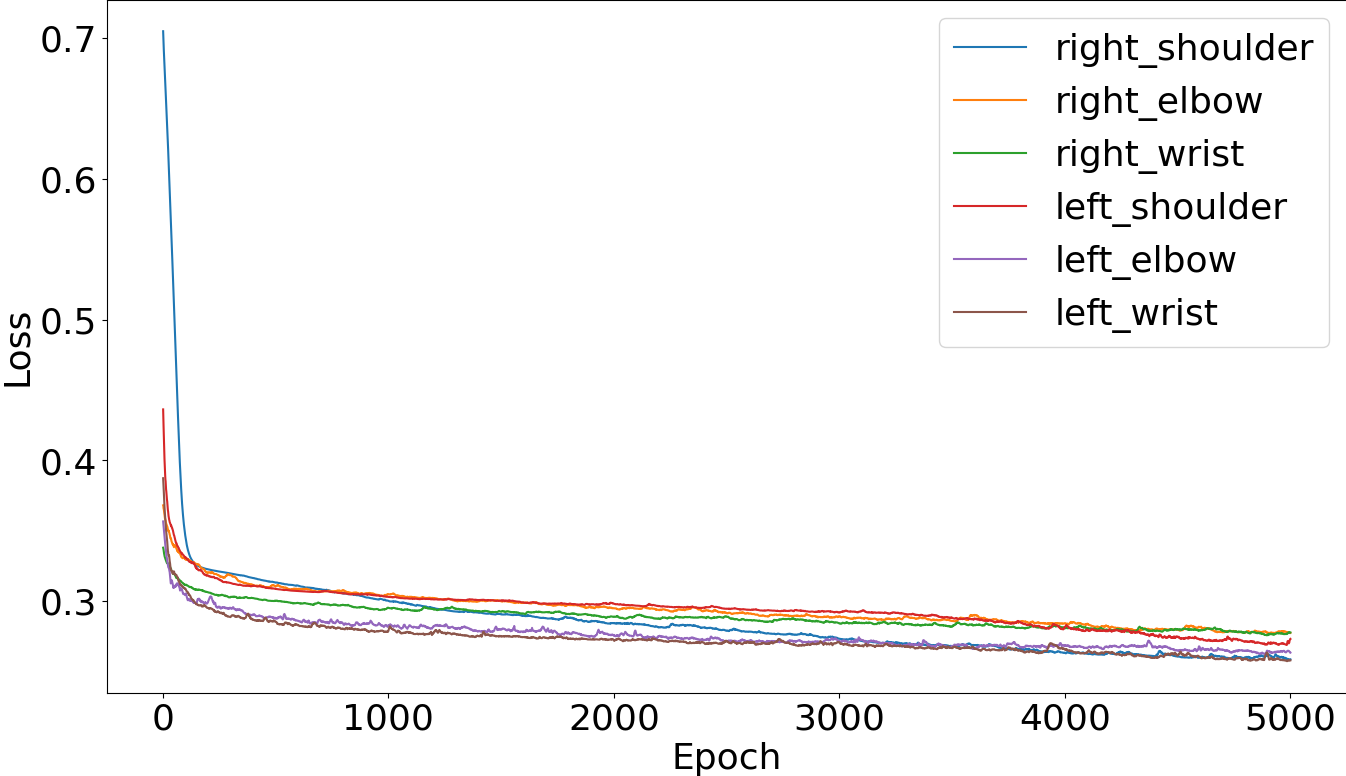 0.7
0.6
0.5
0.4
0.3
Loss
0
1000
2000
3000
4000
5000
Epoch
right_shoulder
right_elbow
right_wrist
left_shoulder
left_elbow
left_wrist